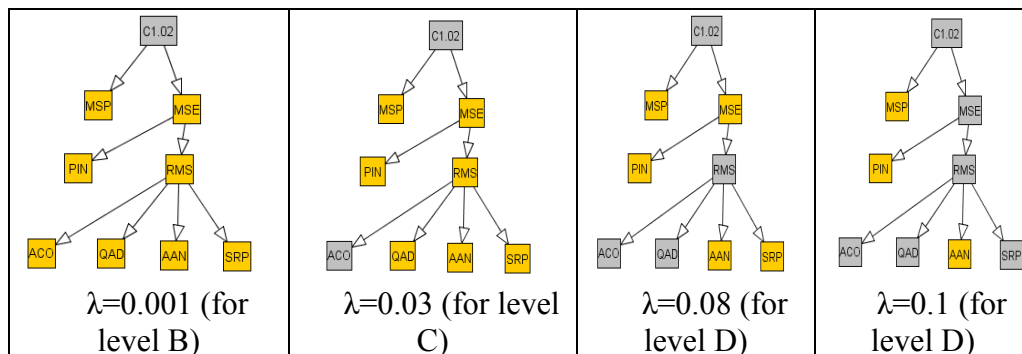 C1.02
MSP
MSE
PIN
RMS
ACO
QAD
AAN
SRP
λ=0.001 (for
level B)
C1.02
MSP
MSE
PIN
RMS
ACO
QAD
AAN
SRP
λ=0.03 (for level
C)
C1.02
MSP
MSE
PIN
RMS
ACO
QAD
AAN
SRP
λ=0.08 (for
level D)
C1.02
MSP
MSE
PIN
RMS
ACO
QAD
AAN
SRP
λ=0.1 (for
level D)